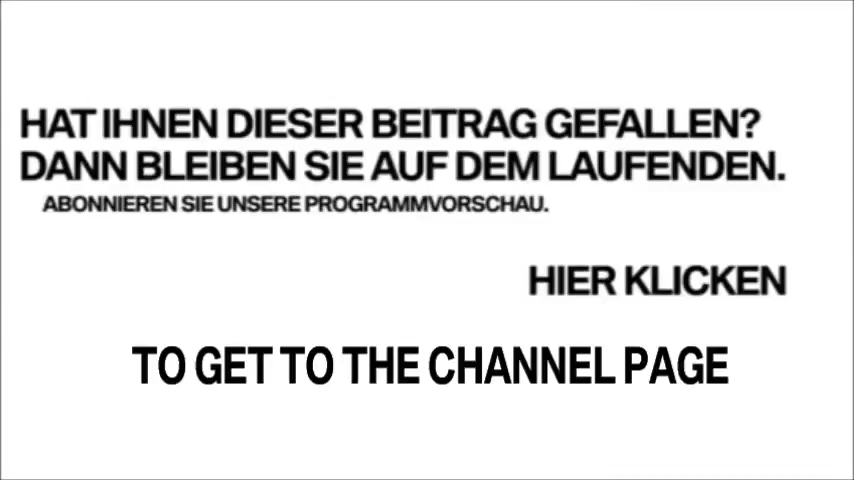 HAT IHNEN DIESER BEITRAG GEFALLEN?
DANN BLEIBEN SIE AUF DEM LAUFENDEN.
ABONNIEREN SIE UNSERE PROGRAMMVORSCHAU.
HIER KLICKEN
TO GET TO THE CHANNEL PAGE